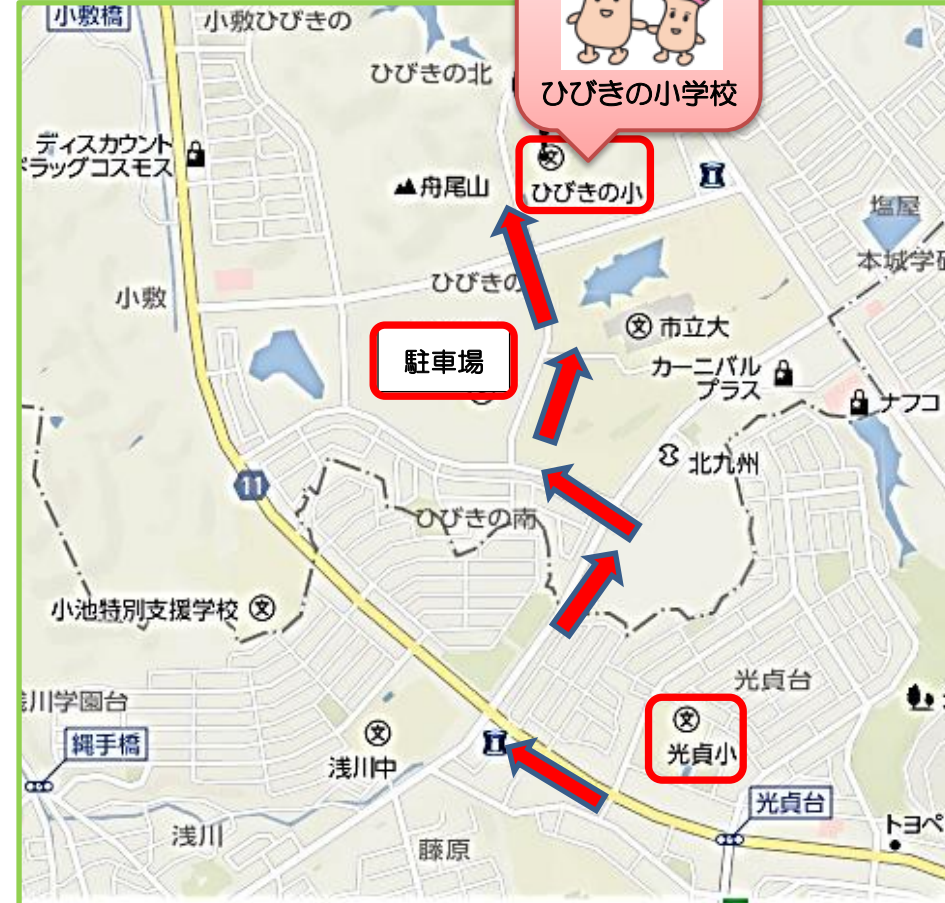 小敷橋
小敷ひびきの
ひびきの北
ひびきの小学校
ディスカウント
ドラッグコスモス
舟尾山
ひびきの小
塩屋
本城学研
小敷
ひびきの
市立大
駐車場
カーニバル
プラス
ナフコ
北九州
11
ひびきの南
小池特別支援学校
光貞台
浅川学園台
縄手橋
浅川中
光貞小
光貞台
トヨペ
浅川
藤原